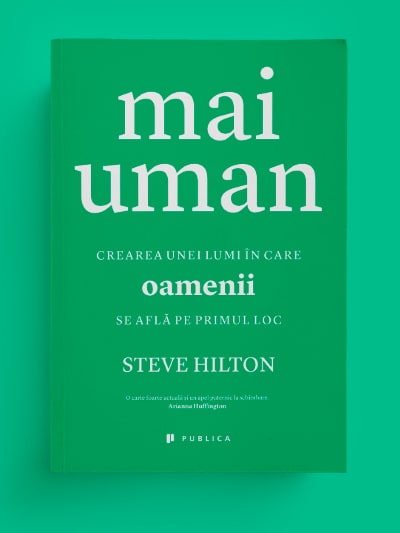 mai
uman
CREAREA UNEI LUMI ÎN CARE
oamenii
SE AFLĂ PE PRIMUL LOC
STEVE HILTON
O carte foarte actuală și un apel puternic la schimbare.
Arianna Huffington
PUBLICA